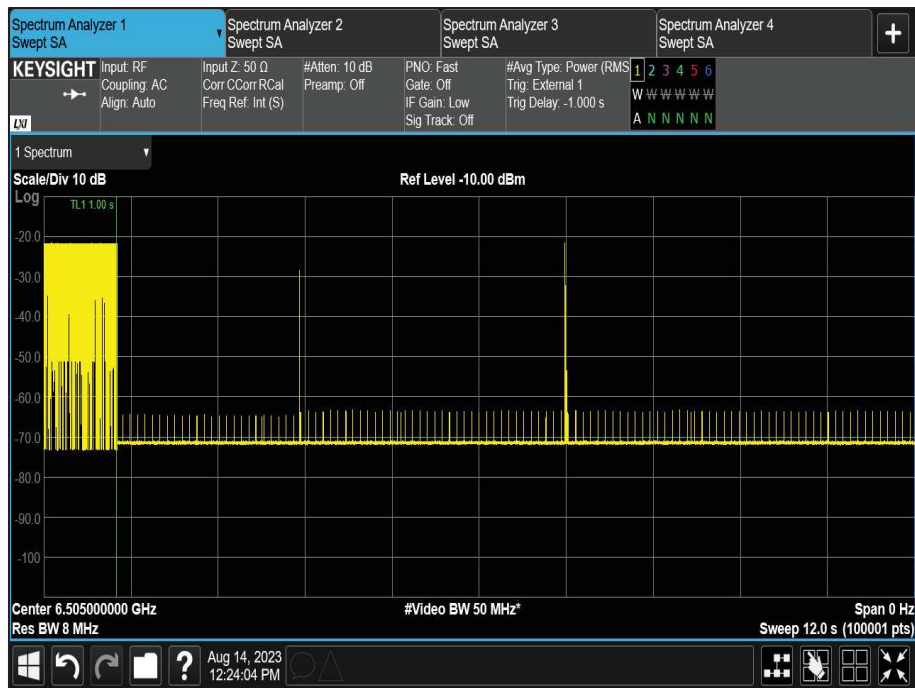 Spectrum Analyzer 1
Swept SA
Spectrum Analyzer 2
Swept SA
Spectrum Analyzer 3
Swept SA
Spectrum Analyzer 4
Swept SA
+
KEYSIGHT
LXI
Input: RF
Coupling: AC
Align: Auto
Input Z: 50 Ω
Corr CCorr RCal
Freq Ref: Int (S)
#Atten: 10 dB
Preamp: Off
PNO: Fast
Gate: Off
IF Gain: Low
Sig Track: Off
#Avg Type: Power (RMS
Trig: External 1
Trig Delay: -1.000 s
1 2 3 4 5 6
W W W W W W
A N N N N N
1 Spectrum
Scale/Div 10 dB
Ref Level -10.00 dBm
Log
TL1 1.00 s
-20.0
-30.0
-40.0
-50.0
-60.0
-70.0
-80.0
-90.0
-100
Center 6.505000000 GHz
#Video BW 50 MHz*
Span 0 Hz
Res BW 8 MHz
Sweep 12.0 s (100001 pts)
?
Aug 14, 2023
12:24:04 PM